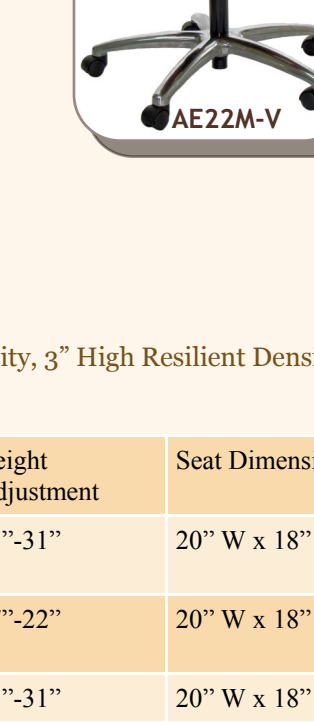 AE22M-V
ity, 3” High Resilient Densi
eight Seat Dimensi
djustment
”-31” 20” W x 18”
”-22” 20” W x 18”
”-31” 20” W x 18”